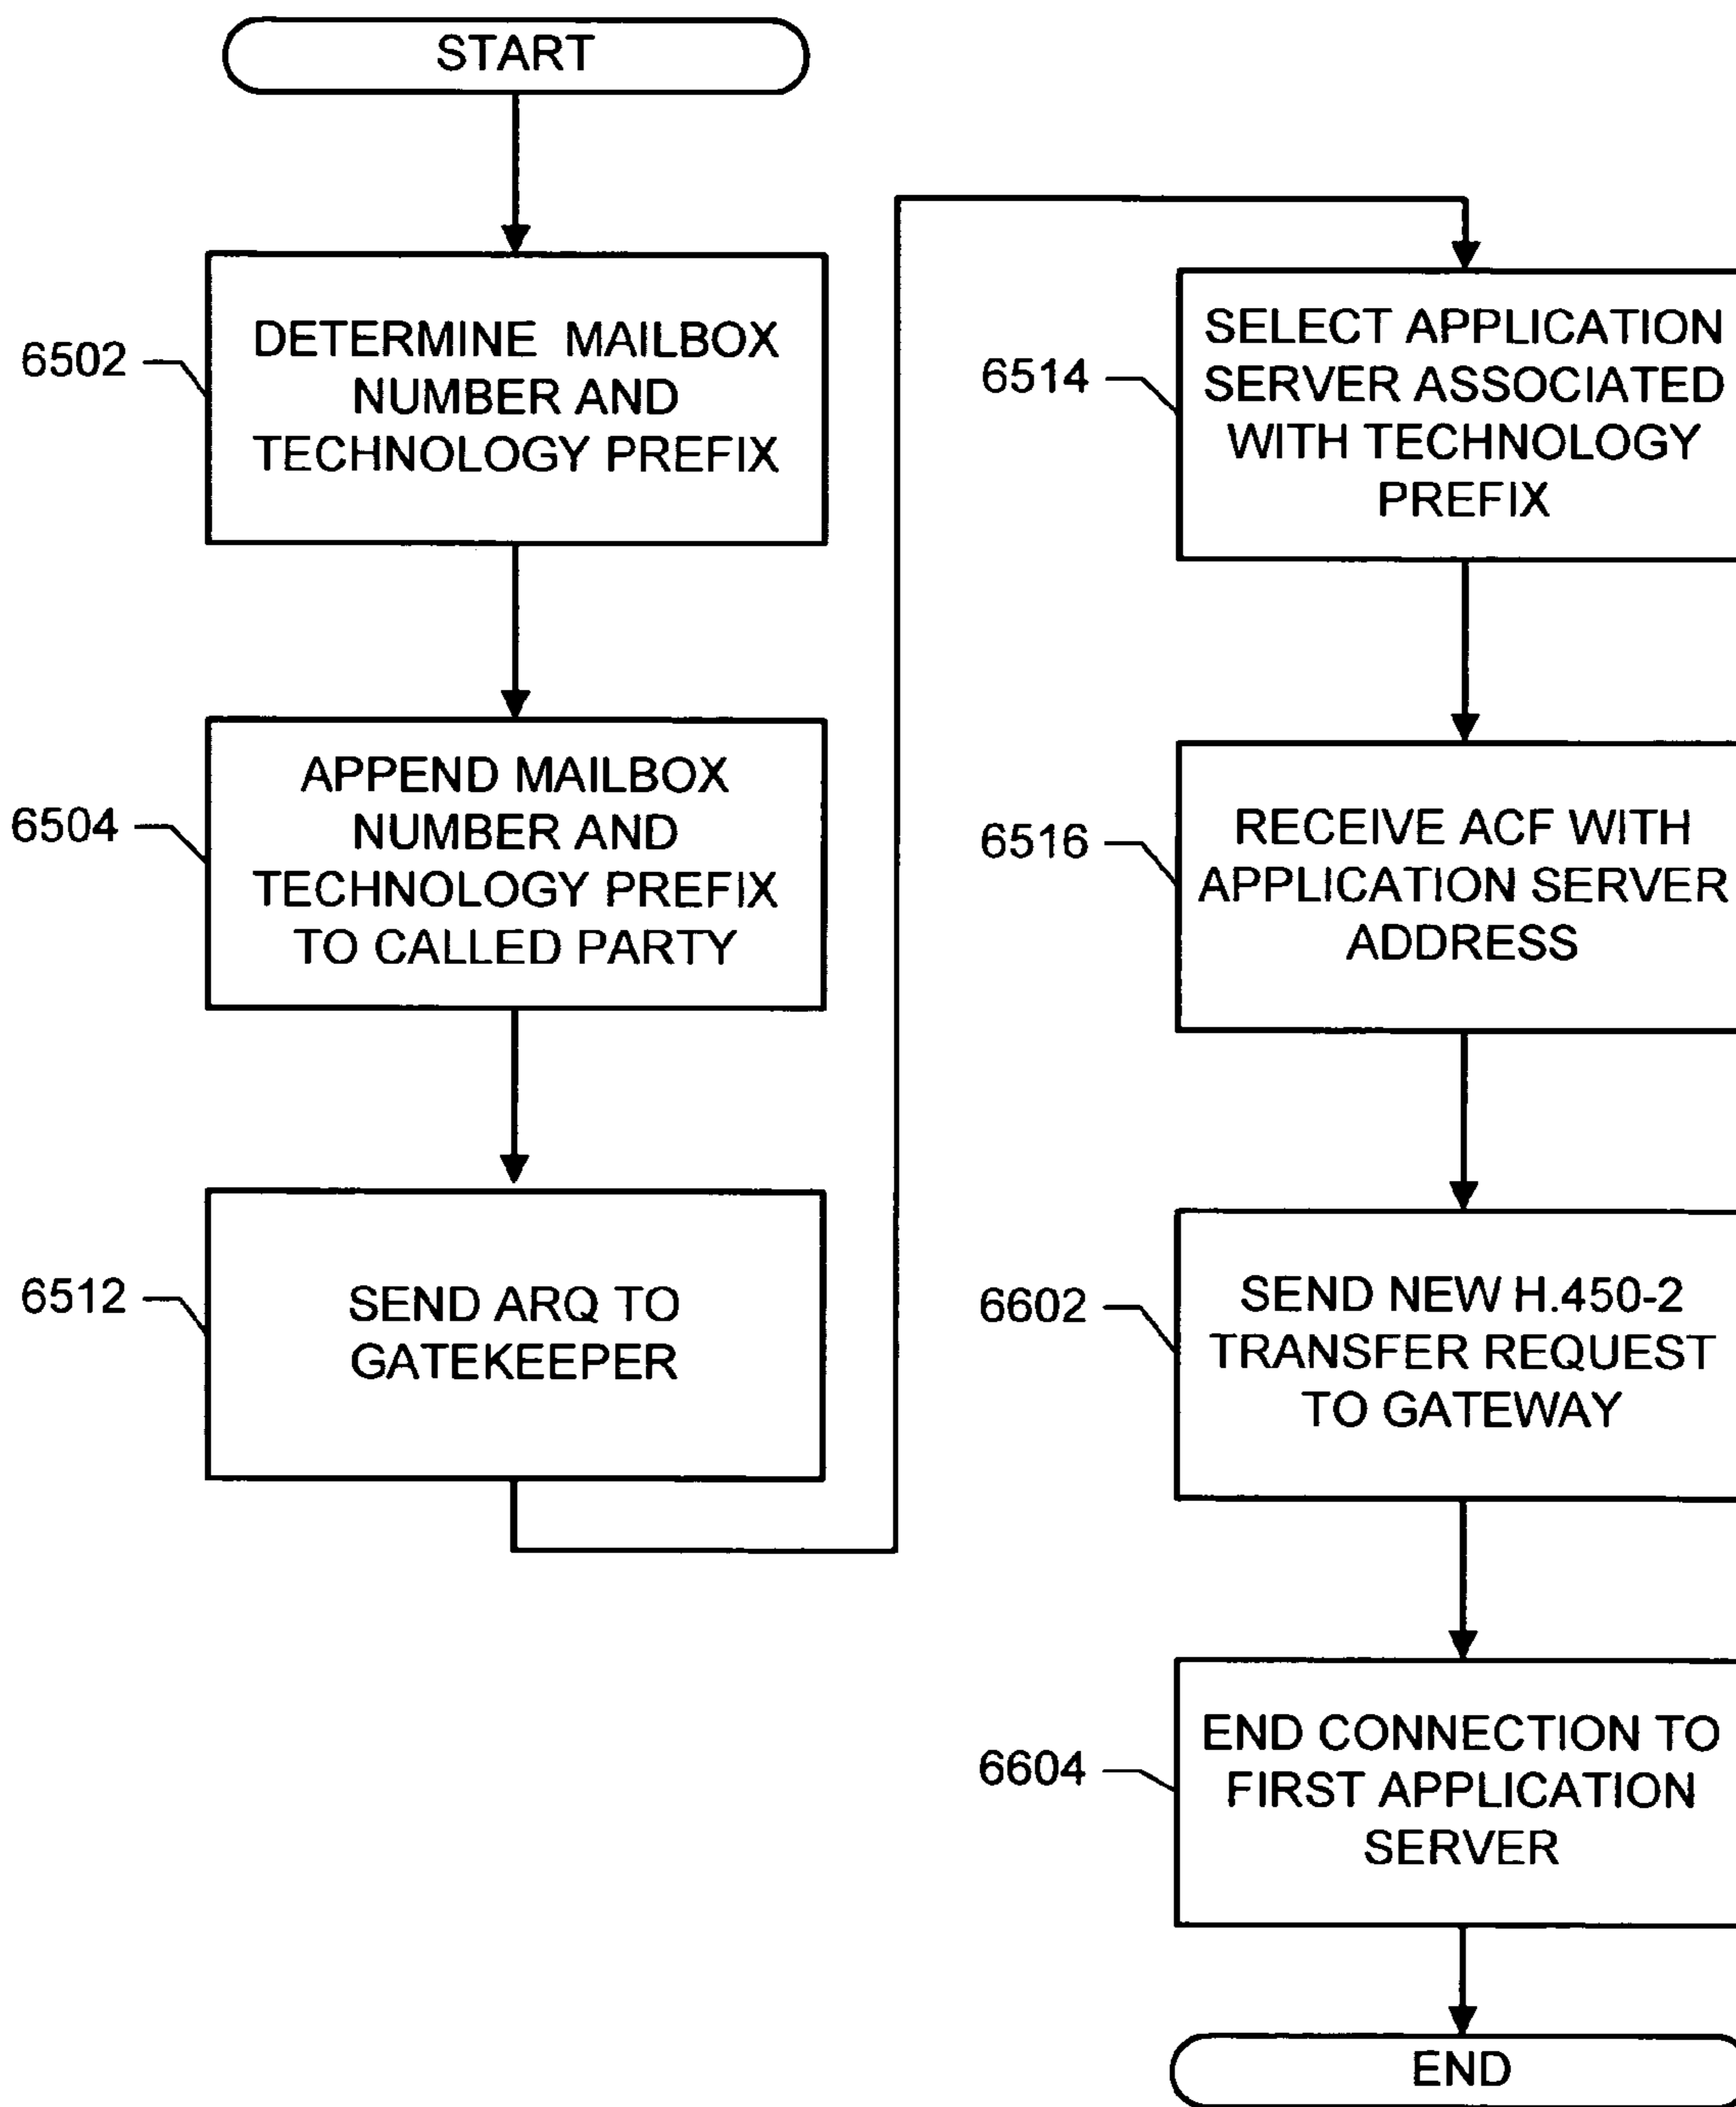 START
6502
DETERMINE MAILBOX
NUMBER AND
TECHNOLOGY PREFIX
6504
APPEND MAILBOX
NUMBER AND
TECHNOLOGY PREFIX
TO CALLED PARTY
6512
SEND ARQ TO
GATEKEEPER
6514
SELECT APPLICATION
SERVER ASSOCIATED
WITH TECHNOLOGY
PREFIX
6516
RECEIVE ACF WITH
APPLICATION SERVER
ADDRESS
6602
SEND NEW H.450-2
TRANSFER REQUEST
TO GATEWAY
6604
END CONNECTION TO
FIRST APPLICATION
SERVER
END